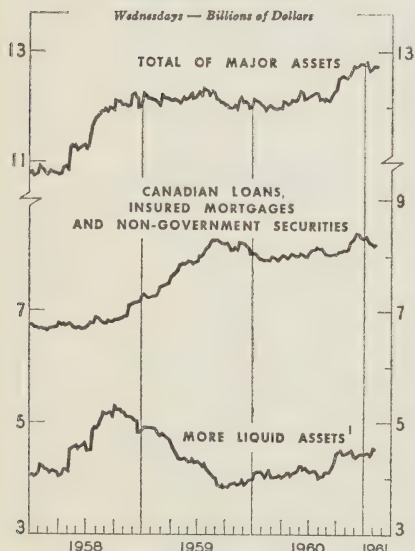 Wednesdays — Billions of Dollars
13
13
TOTAL OF MAJOR ASSETS
11
11
CANADIAN LOANS,
INSURED MORTGAGES
AND NON-GOVERNMENT SECURITIES
9
7
7
5
5
MORE LIQUID ASSETS¹
3
3
1958 1959 1960 1961